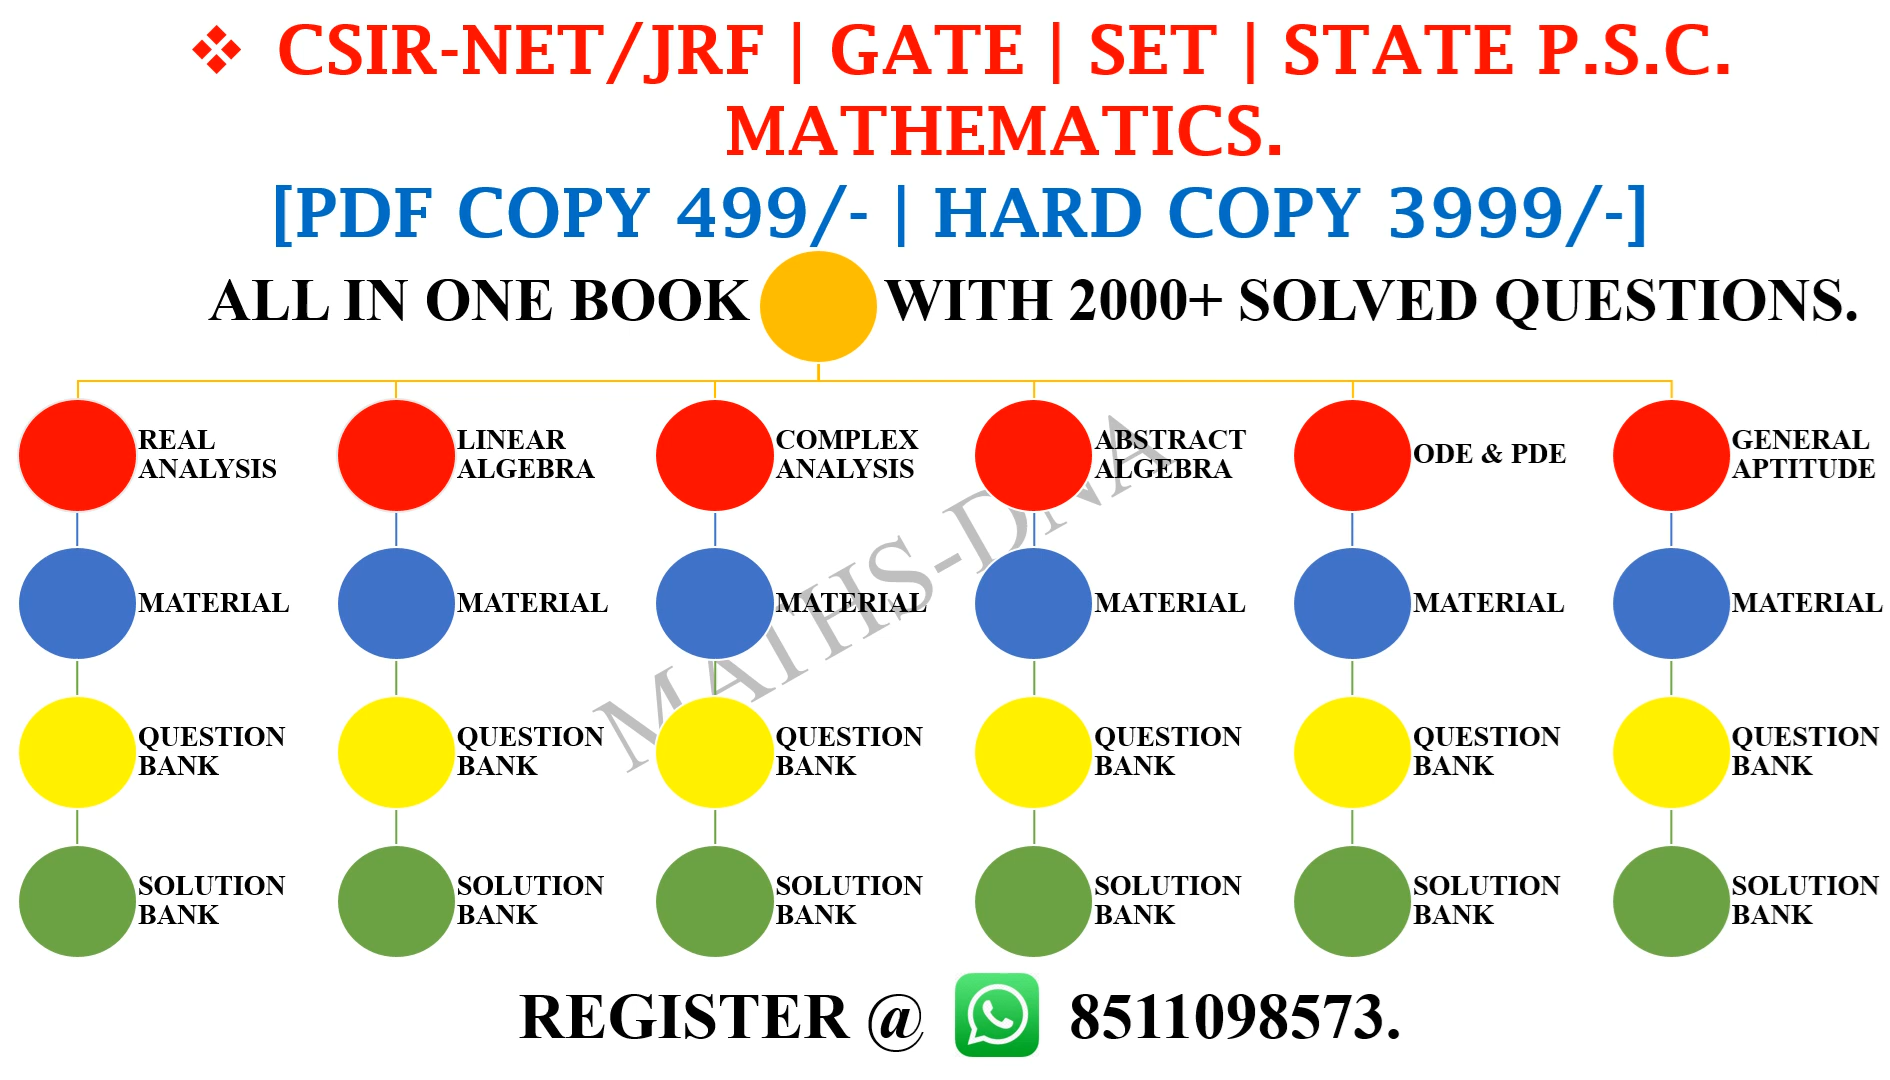 ❖ CSIR-NET/JRF | GATE | SET | STATE P.S.C.
MATHEMATICS.
[PDF COPY 499/- | HARD COPY 3999/-]
ALL IN ONE BOOK WITH 2000+ SOLVED QUESTIONS.
REAL
ANALYSIS
LINEAR
ALGEBRA
COMPLEX
ANALYSIS
ABSTRACT
ALGEBRA
ODE & PDE
GENERAL
APTITUDE
MATERIAL
MATERIAL
MATERIAL
MATERIAL
MATERIAL
MATERIAL
QUESTION
BANK
QUESTION
BANK
QUESTION
BANK
QUESTION
BANK
QUESTION
BANK
QUESTION
BANK
SOLUTION
BANK
SOLUTION
BANK
SOLUTION
BANK
SOLUTION
BANK
SOLUTION
BANK
SOLUTION
BANK
MATHS-DNA
REGISTER @ 8511098573.